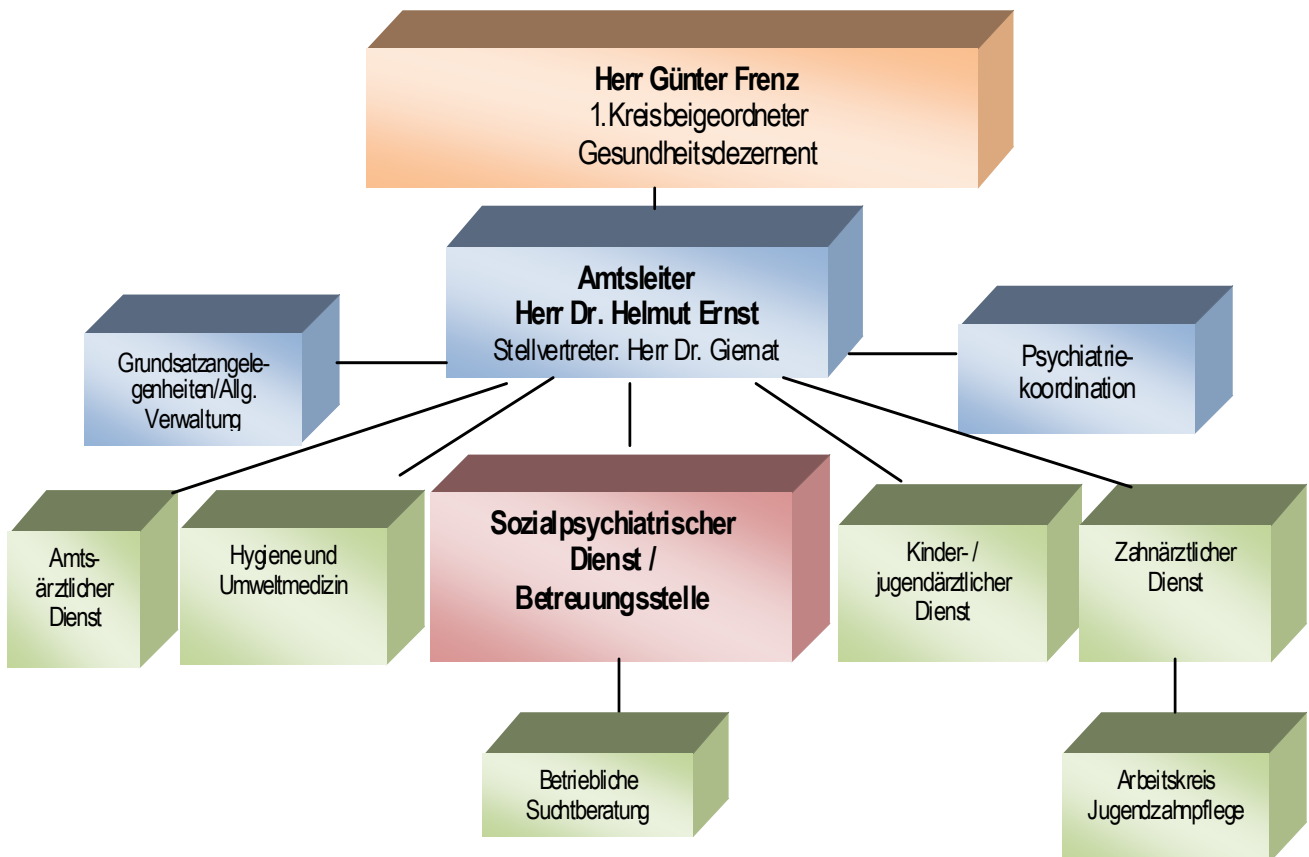 Herr Günter Frenz
1.Kreisbeigeordneter
Gesundheitsdezernent
Amtsleiter
Herr Dr. Helmut Ernst
Stellvertreter: Herr Dr. Giernat
Grundsatzangele-
genheiten/Allg.
Verwaltung
Psychiatrie-
koordination
Amts-
ärztlicher
Dienst
Hygiene und
Umweltmedizin
Sozialpsychiatrischer
Dienst /
Betreuungsstelle
Kinder- /
jugendärztlicher
Dienst
Zahnärztlicher
Dienst
Betriebliche
Suchtberatung
Arbeitskreis
Jugendzahnpflege